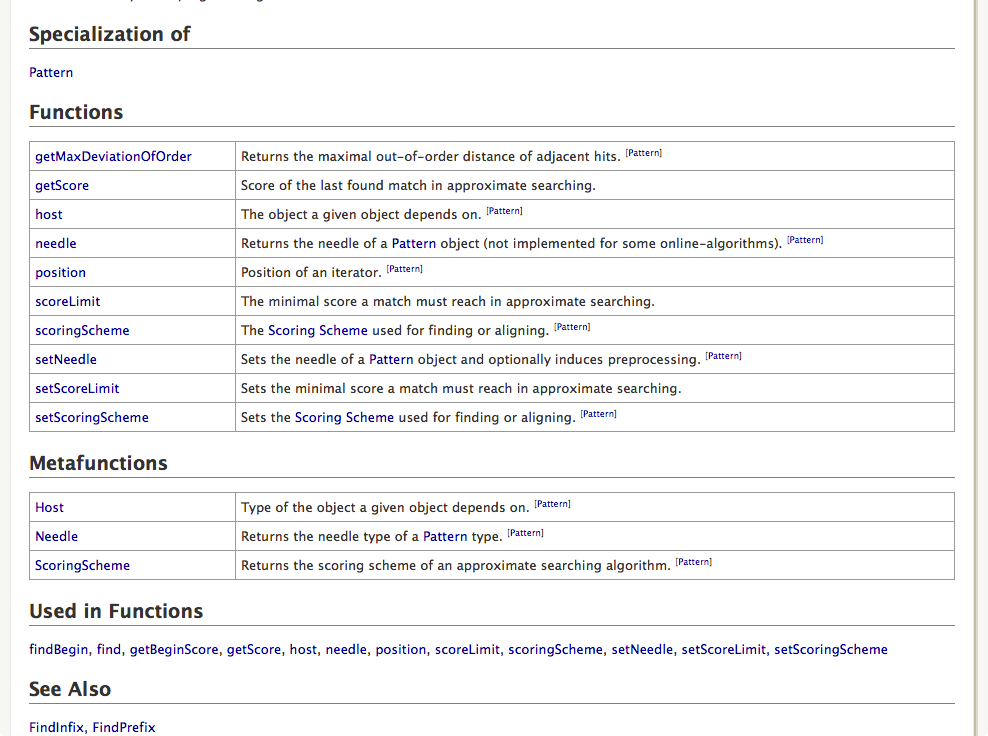 Specialization of
Pattern
Functions
getMaxDeviationOfOrder Returns the maximal out-of-order distance of adjacent hits. [Pattern]
getScore Score of the last found match in approximate searching.
host The object a given object depends on. [Pattern]
needle Returns the needle of a Pattern object (not implemented for some online-algorithms). [Pattern]
position Position of an iterator. [Pattern]
scoreLimit The minimal score a match must reach in approximate searching.
scoringScheme The Scoring Scheme used for finding or aligning. [Pattern]
setNeedle Sets the needle of a Pattern object and optionally induces preprocessing. [Pattern]
setScoreLimit Sets the minimal score a match must reach in approximate searching.
setScoringScheme Sets the Scoring Scheme used for finding or aligning. [Pattern]
Metafunctions
Host Type of the object a given object depends on. [Pattern]
Needle Returns the needle type of a Pattern type. [Pattern]
ScoringScheme Returns the scoring scheme of an approximate searching algorithm. [Pattern]
Used in Functions
findBegin, find, getBeginScore, getScore, host, needle, position, scoreLimit, scoringScheme, setNeedle, setScoreLimit, setScoringScheme
See Also
FindInfix, FindPrefix